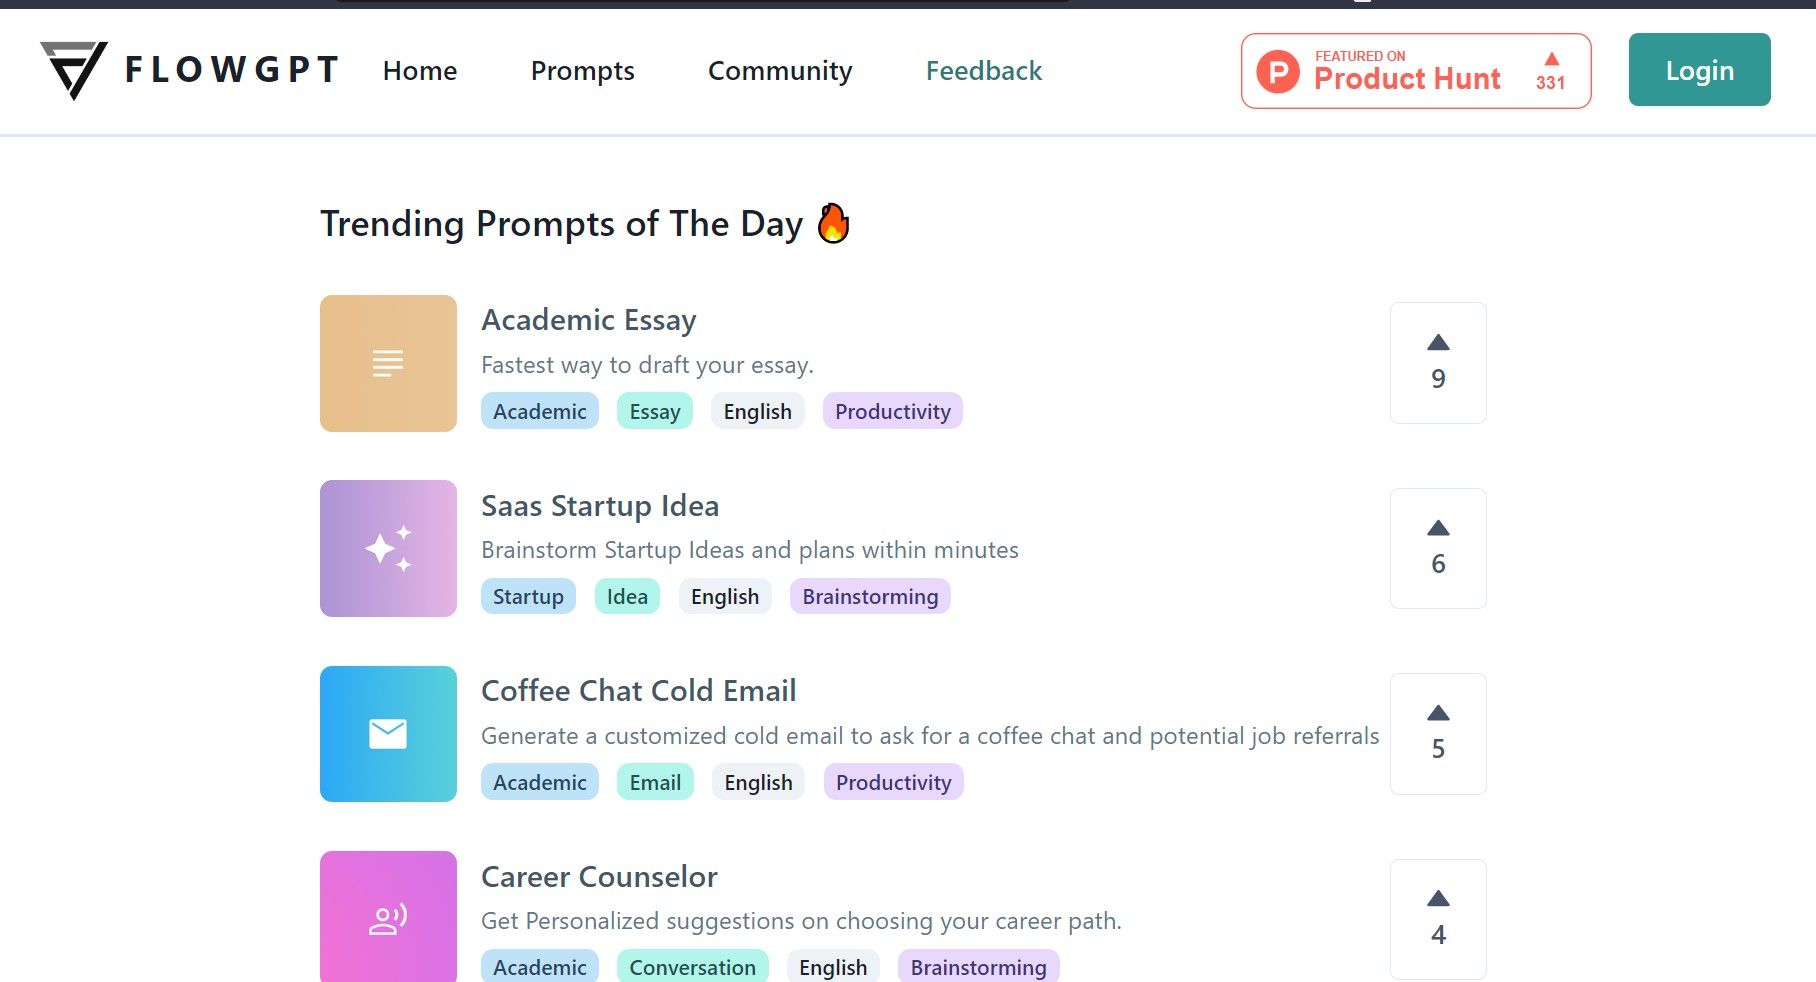 FLOWGPT Home Prompts Community Feedback
FEATURED ON
Product Hunt
331
Login
Trending Prompts of The Day
Academic Essay
Fastest way to draft your essay.
Academic Essay English Productivity
9
Saas Startup Idea
Brainstorm Startup Ideas and plans within minutes
Startup Idea English Brainstorming
6
Coffee Chat Cold Email
Generate a customized cold email to ask for a coffee chat and potential job referrals
Academic Email English Productivity
5
Career Counselor
Get Personalized suggestions on choosing your career path.
Academic Conversation English Brainstorming
4